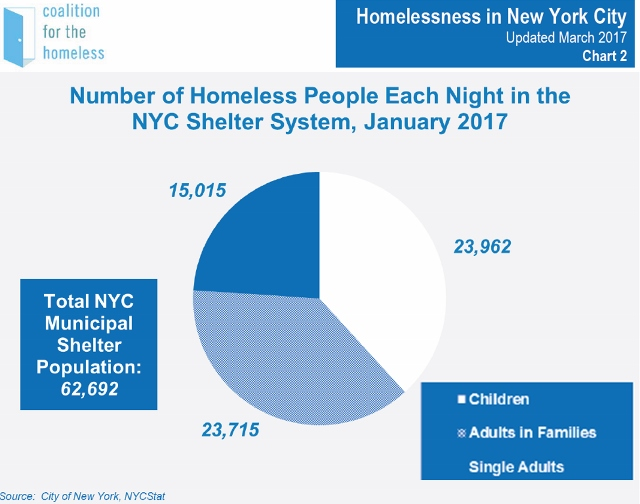 coalition
for the
homeless
Homelessness in New York City
Updated March 2017
Chart 2
Number of Homeless People Each Night in the
NYC Shelter System, January 2017
15,015
23,962
Total NYC
Municipal
Shelter
Population:
62,692
23,715
Children
Adults in Families
Single Adults
Source: City of New York, NYCStat